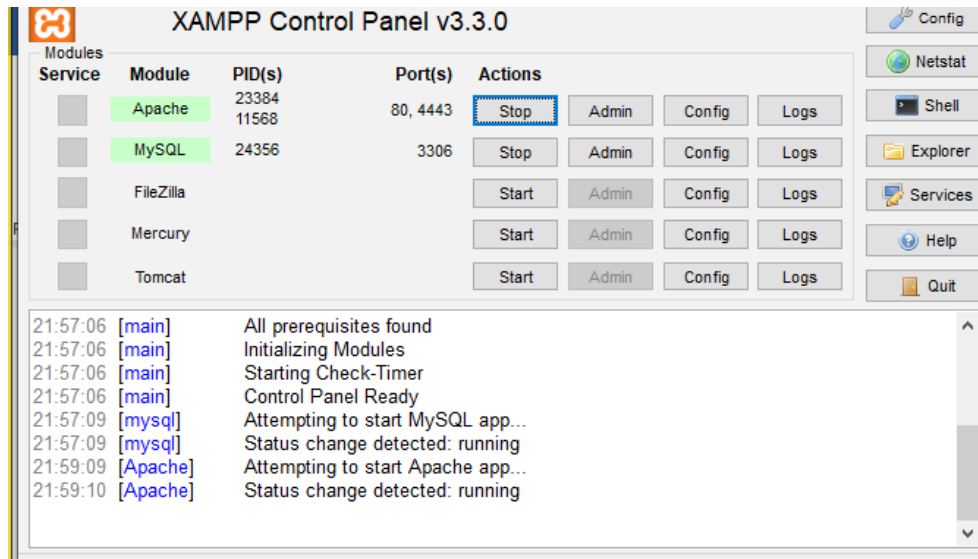 XAMPP Control Panel v3.3.0
Config
Modules
Service Module PID(s) Port(s) Actions
Netstat
Apache 23384 11568 80, 4443 Stop Admin Config Logs
Shell
MySQL 24356 3306 Stop Admin Config Logs
Explorer
FileZilla Start Admin Config Logs
Services
Mercury Start Admin Config Logs
Help
Tomcat Start Admin Config Logs
Quit
21:57:06 [main] All prerequisites found
21:57:06 [main] Initializing Modules
21:57:06 [main] Starting Check-Timer
21:57:06 [main] Control Panel Ready
21:57:09 [mysql] Attempting to start MySQL app...
21:57:09 [mysql] Status change detected: running
21:59:09 [Apache] Attempting to start Apache app...
21:59:10 [Apache] Status change detected: running